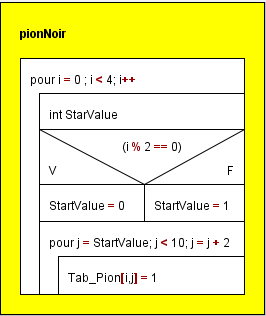 pionNoir
pour i = 0 ; i < 4; i++
int StarValue
(i % 2 == 0)
V F
StartValue = 0 StartValue = 1
pour j = StartValue; j < 10; j = j + 2
Tab_Pion[i,j] = 1